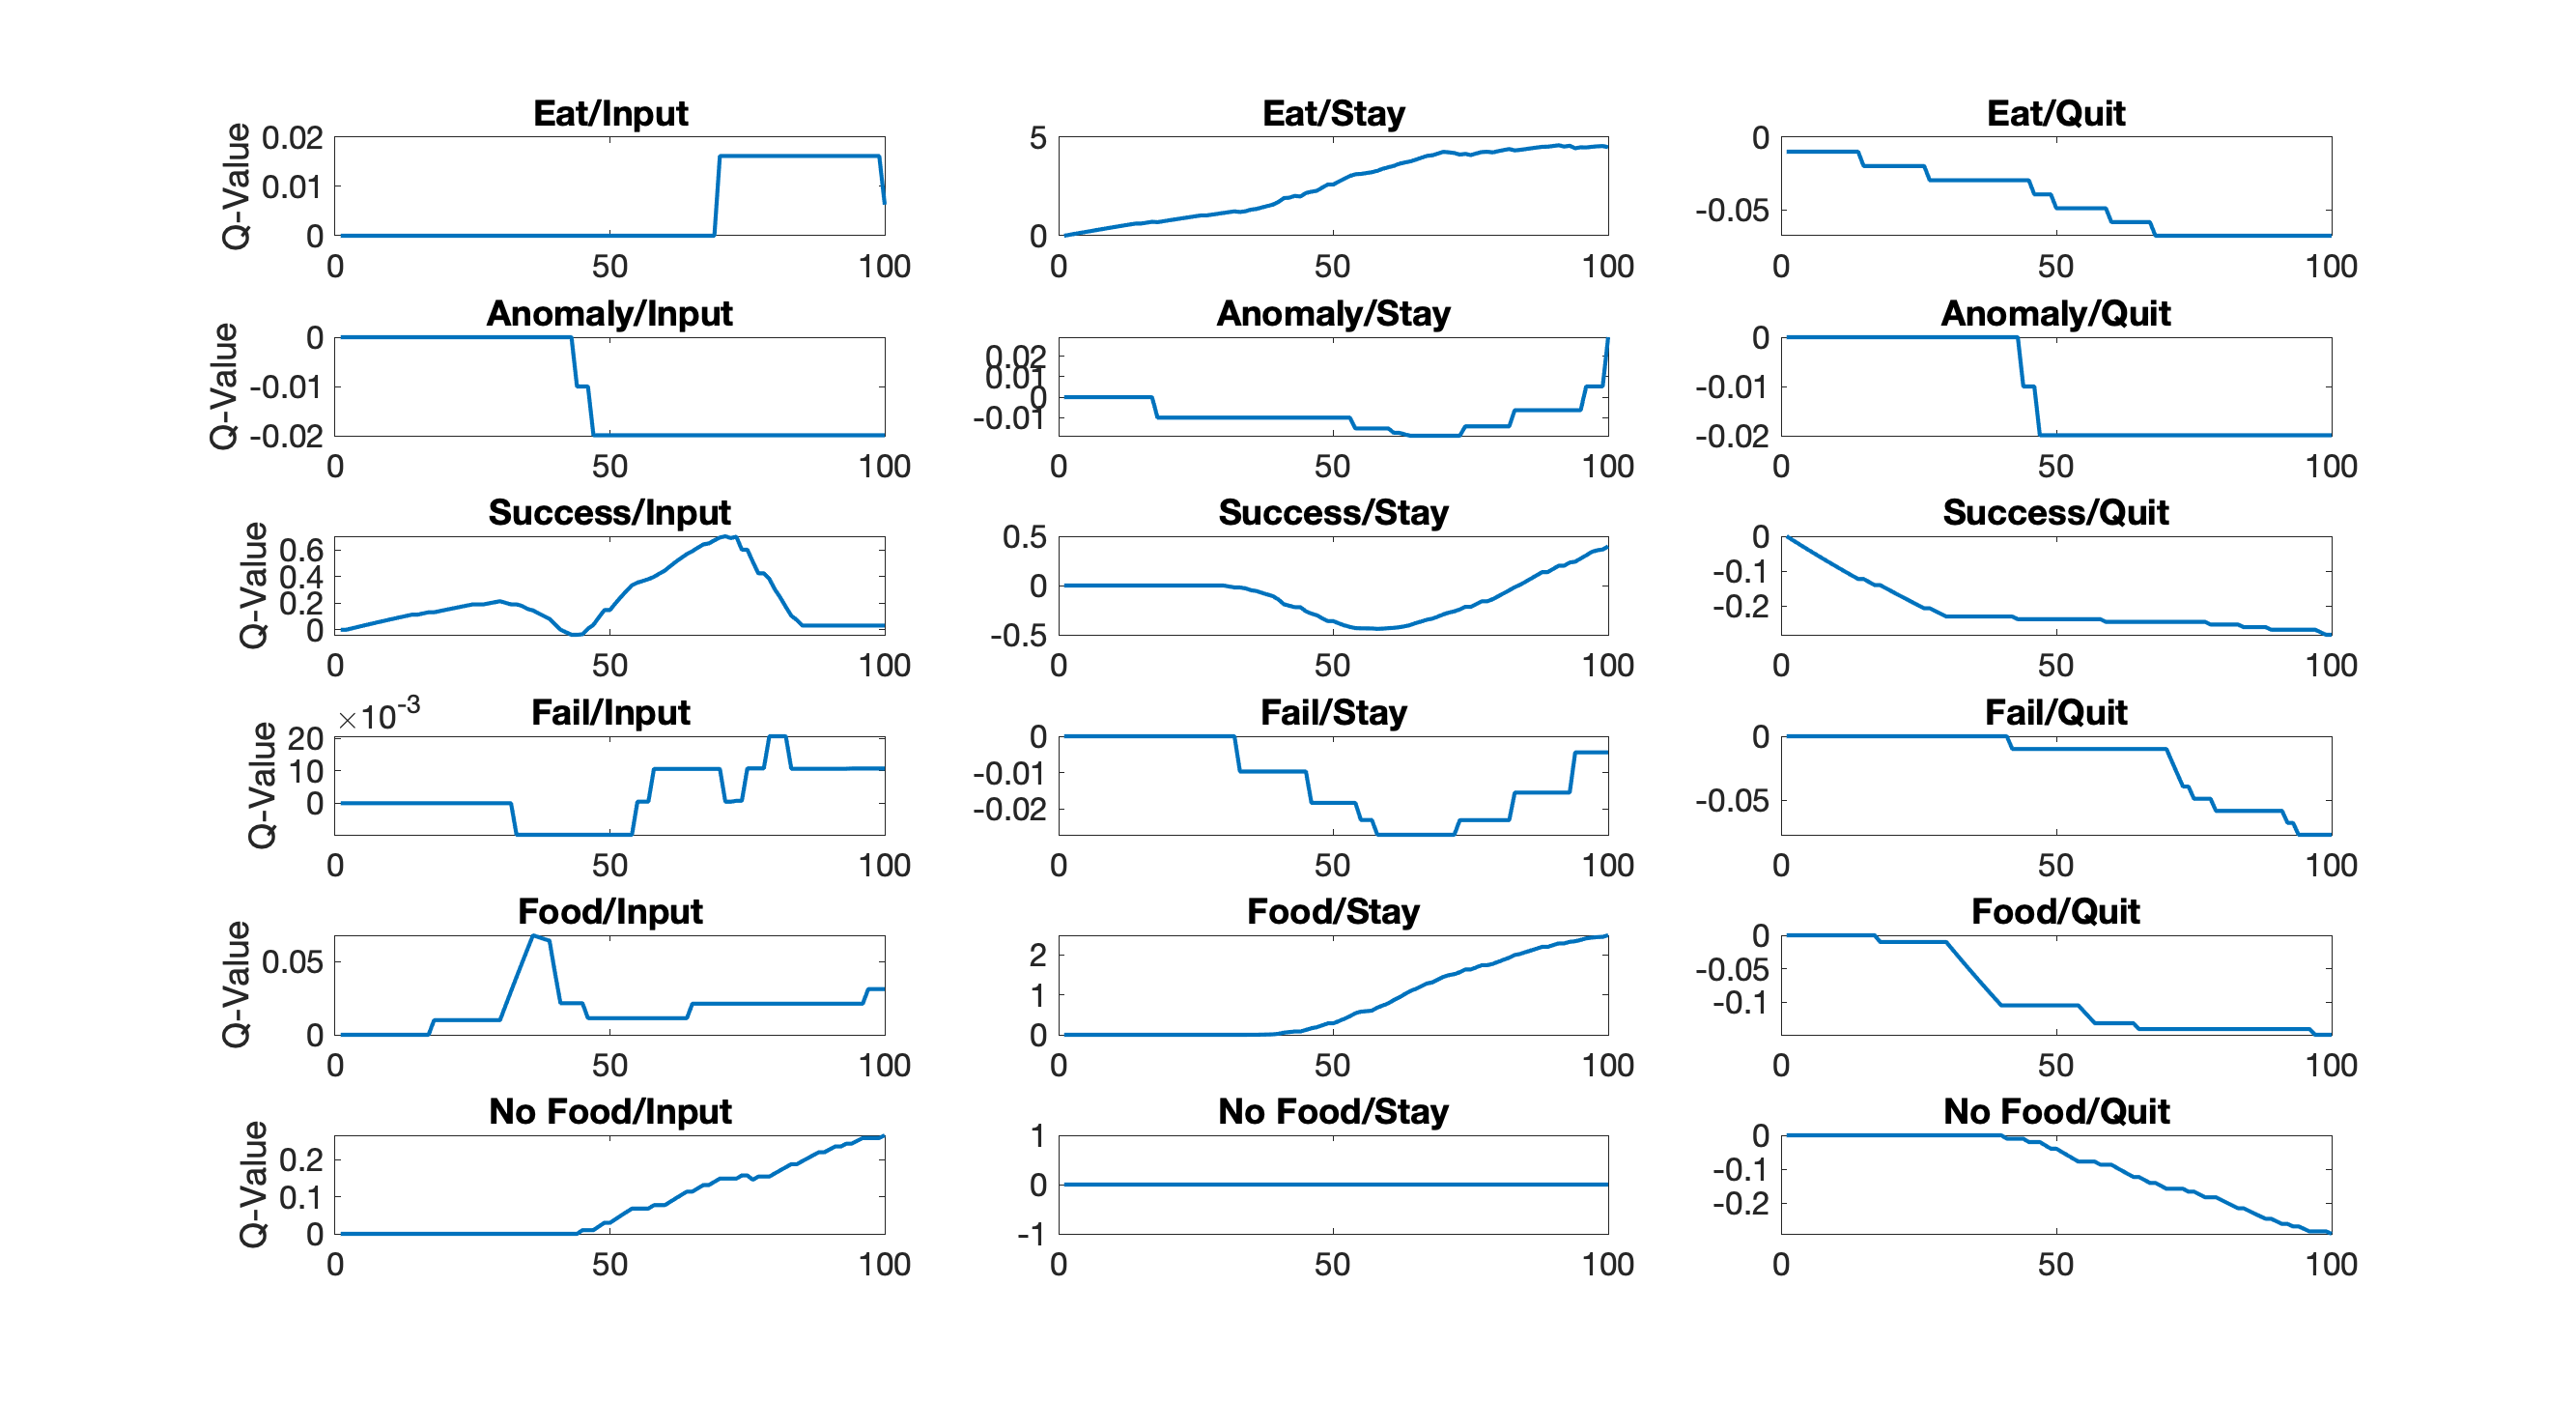 Eat/Input Eat/Stay Eat/Quit
Q-Value
0.02
0.01
0
0 50 100
5
0
0 50 100
0
-0.05
0 50 100
Anomaly/Input Anomaly/Stay Anomaly/Quit
Q-Value
0
-0.01
-0.02
0 50 100
0.02
0.01
0
-0.01
0 50 100
0
-0.01
-0.02
0 50 100
Success/Input Success/Stay Success/Quit
Q-Value
0.6
0.4
0.2
0
0 50 100
0.5
0
-0.5
0 50 100
0
-0.1
-0.2
0 50 100
Fail/Input Fail/Stay Fail/Quit
×10-3
Q-Value
20
10
0
0 50 100
0
-0.01
-0.02
0 50 100
0
-0.05
0 50 100
Food/Input Food/Stay Food/Quit
Q-Value
0.05
0
0 50 100
2
1
0
0 50 100
0
-0.05
-0.1
0 50 100
No Food/Input No Food/Stay No Food/Quit
Q-Value
0.2
0.1
0
0 50 100
1
0
-1
0 50 100
0
-0.1
-0.2
0 50 100